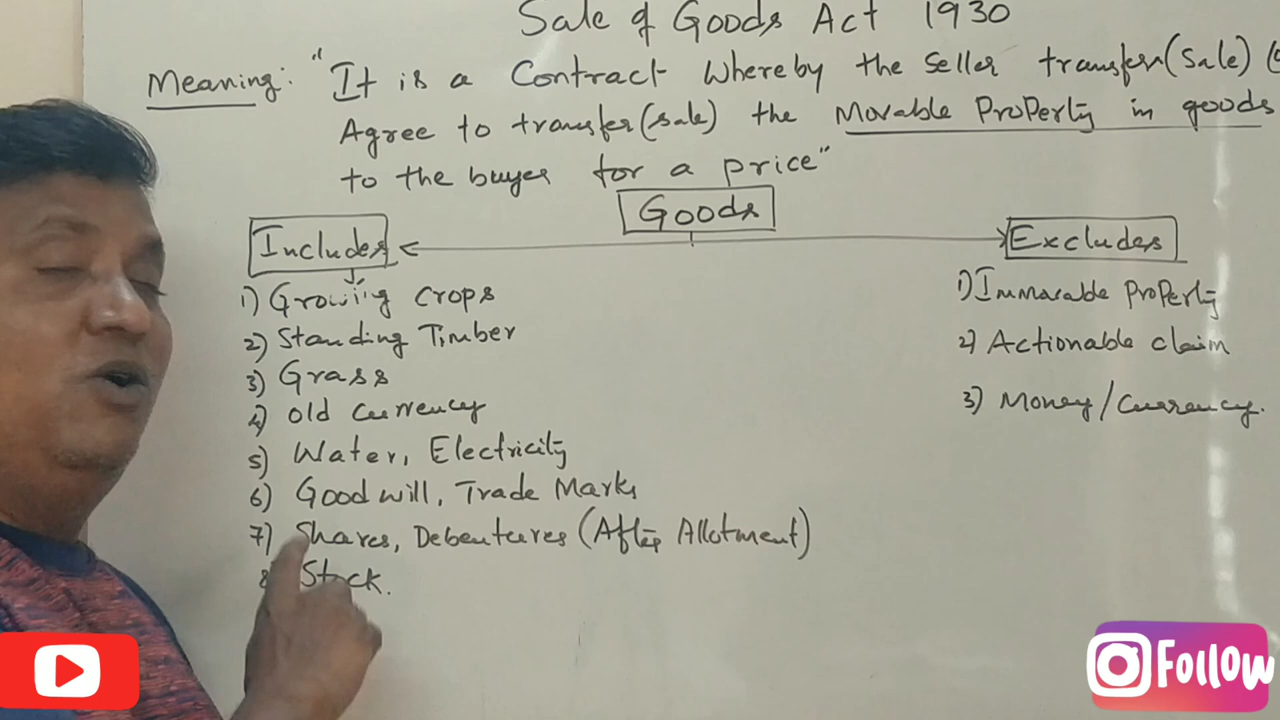 Sale of Goods Act 1930
Meaning: "It is a Contract Whereby the Seller transfer(Sale)
Agree to transfer(sale) the Movable Property in goods
to the buyer for a price"
Goods
Includes
Excludes
1) Growing Crops
2) Standing Timber
3) Grass
4) Old Currency
5) Water, Electricity
6) Goodwill, Trade Marks
7) Shares, Debentures (After Allotment)
8 Stock.
1) Immovable Property
2) Actionable claim
3) Money/Currency.
Follow